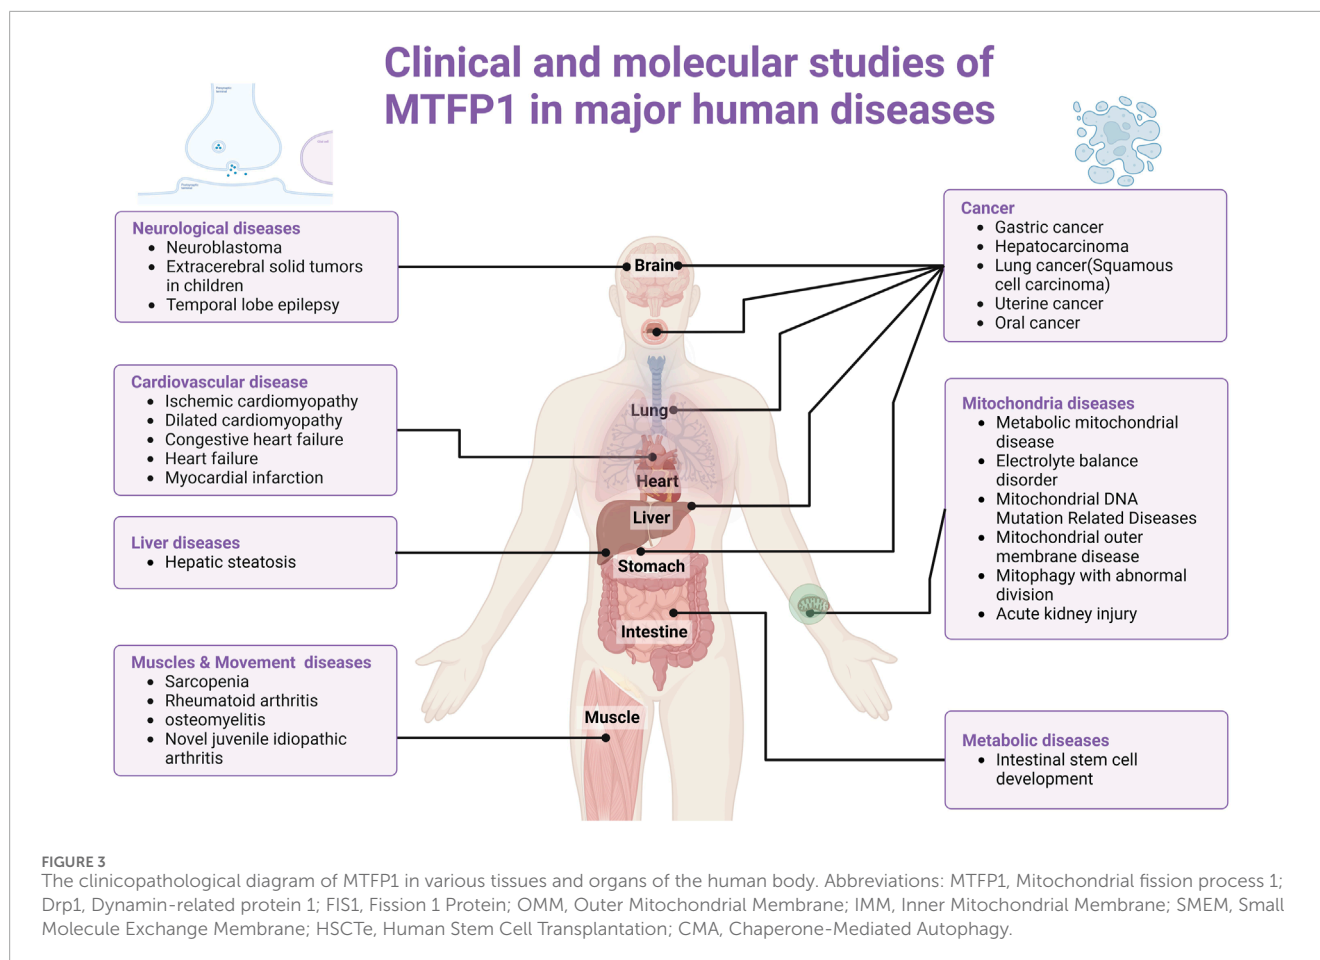 Clinical and molecular studies of
MTFP1 in major human diseases
Neurological diseases
Neuroblastoma
Extracerebral solid tumors
in children
Temporal lobe epilepsy
Cardiovascular disease
Ischemic cardiomyopathy
Dilated cardiomyopathy
Congestive heart failure
Heart failure
Myocardial infarction
Liver diseases
Hepatic steatosis
Muscles & Movement  diseases
Sarcopenia
Rheumatoid arthritis
osteomyelitis
Novel juvenile idiopathic
arthritis
Brain
Lung
Heart
Liver
Stomach
Intestine
Muscle
Cancer
Gastric cancer
Hepatocarcinoma
Lung cancer(Squamous
cell carcinoma)
Uterine cancer
Oral cancer
Mitochondria diseases
Metabolic mitochondrial
disease
Electrolyte balance
disorder
Mitochondrial DNA
Mutation Related Diseases
Mitochondrial outer
membrane disease
Mitophagy with abnormal
division
Acute kidney injury
Metabolic diseases
Intestinal stem cell
development
FIGURE 3
The clinicopathological diagram of MTFP1 in various tissues and organs of the human body. Abbreviations: MTFP1, Mitochondrial fission process 1;
Drp1, Dynamin-related protein 1; FIS1, Fission 1 Protein; OMM, Outer Mitochondrial Membrane; IMM, Inner Mitochondrial Membrane; SMEM, Small
Molecule Exchange Membrane; HSCTe, Human Stem Cell Transplantation; CMA, Chaperone-Mediated Autophagy.